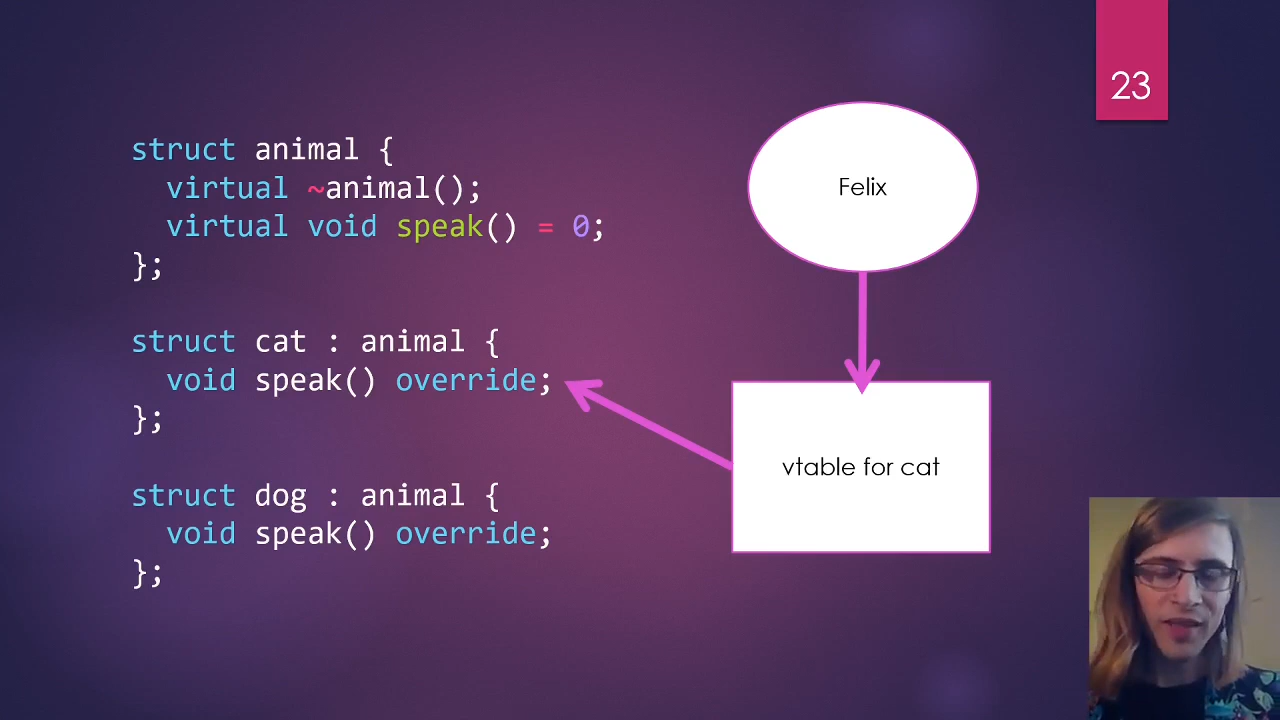 23
struct animal {
  virtual ~animal();
  virtual void speak() = 0;
};
struct cat : animal {
  void speak() override;
};
struct dog : animal {
  void speak() override;
};
Felix
vtable for cat